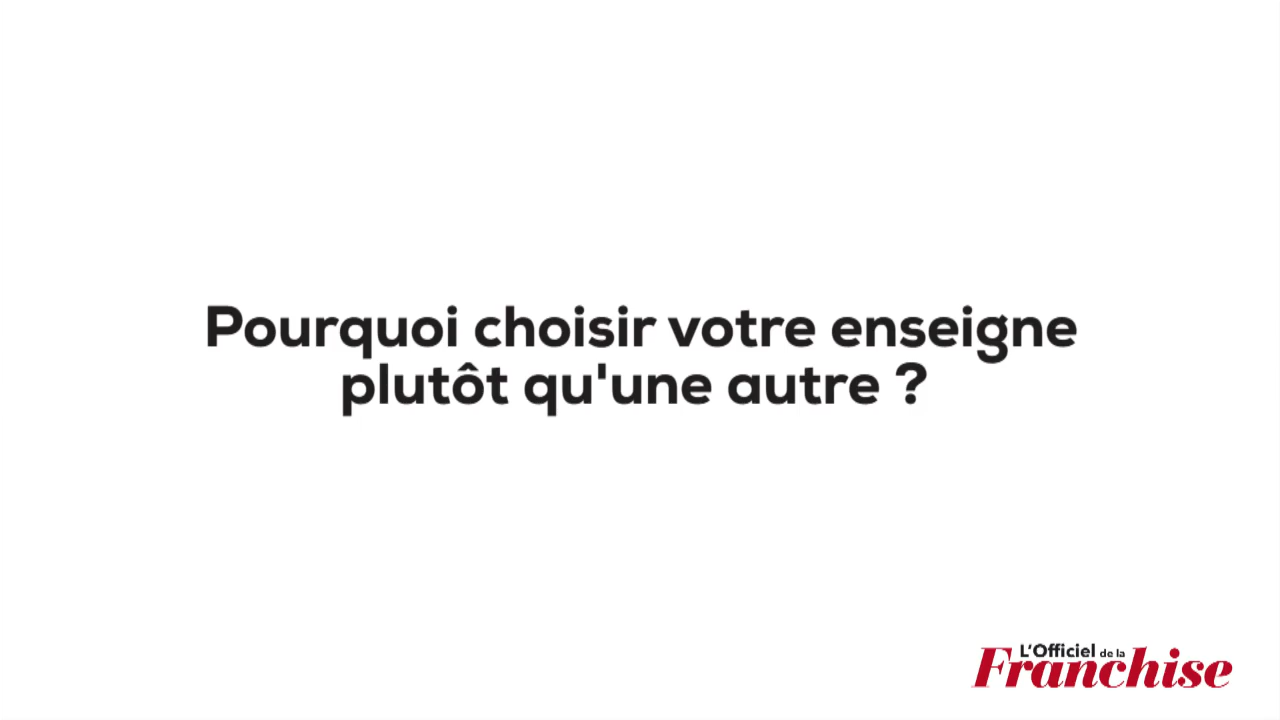 Pourquoi choisir votre enseigne
plutôt qu'une autre ?
L'Officiel de la
Franchise